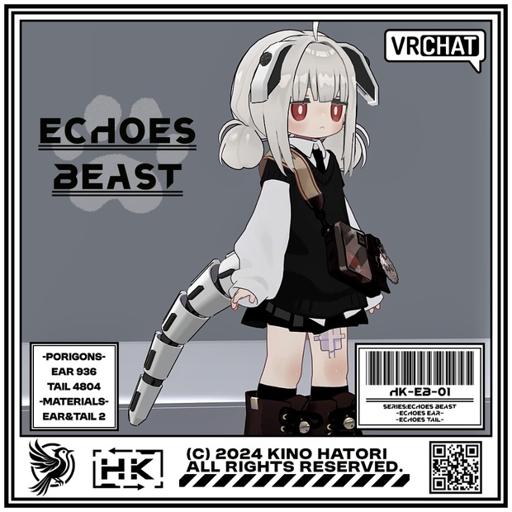 VRCHAT
ECHOES
BEAST
-PORIGONS-
EAR 936
TAIL 4804
-MATERIALS-
EAR&TAIL 2
HK-EB-01
SERIES:ECHOES BEAST
-ECHOES EAR-
-ECHOES TAIL-
HK
(C) 2024 KINO HATORI
ALL RIGHTS RESERVED.